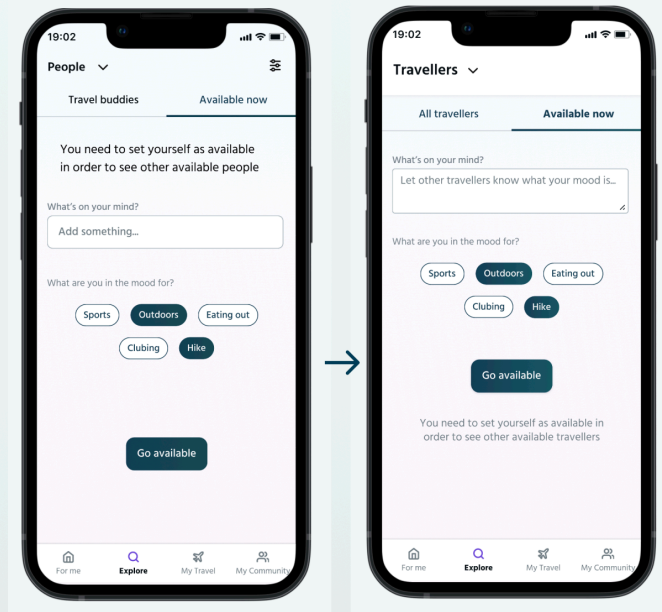 19:02
People
Travel buddies
Available now
You need to set yourself as available
in order to see other available people
What's on your mind?
Add something...
What are you in the mood for?
Sports
Outdoors
Eating out
Clubing
Hike
Go available
For me
Explore
My Travel
My Community
19:02
Travellers
All travellers
Available now
What's on your mind?
Let other travellers know what your mood is...
What are you in the mood for?
Sports
Outdoors
Eating out
Clubing
Hike
Go available
You need to set yourself as available in
order to see other available travellers
For me
Explore
My Travel
My Community